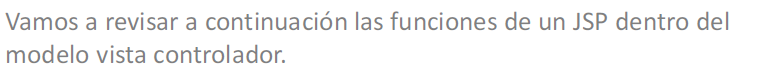 Vamos a revisar a continuación las funciones de un JSP dentro del
modelo vista controlador.